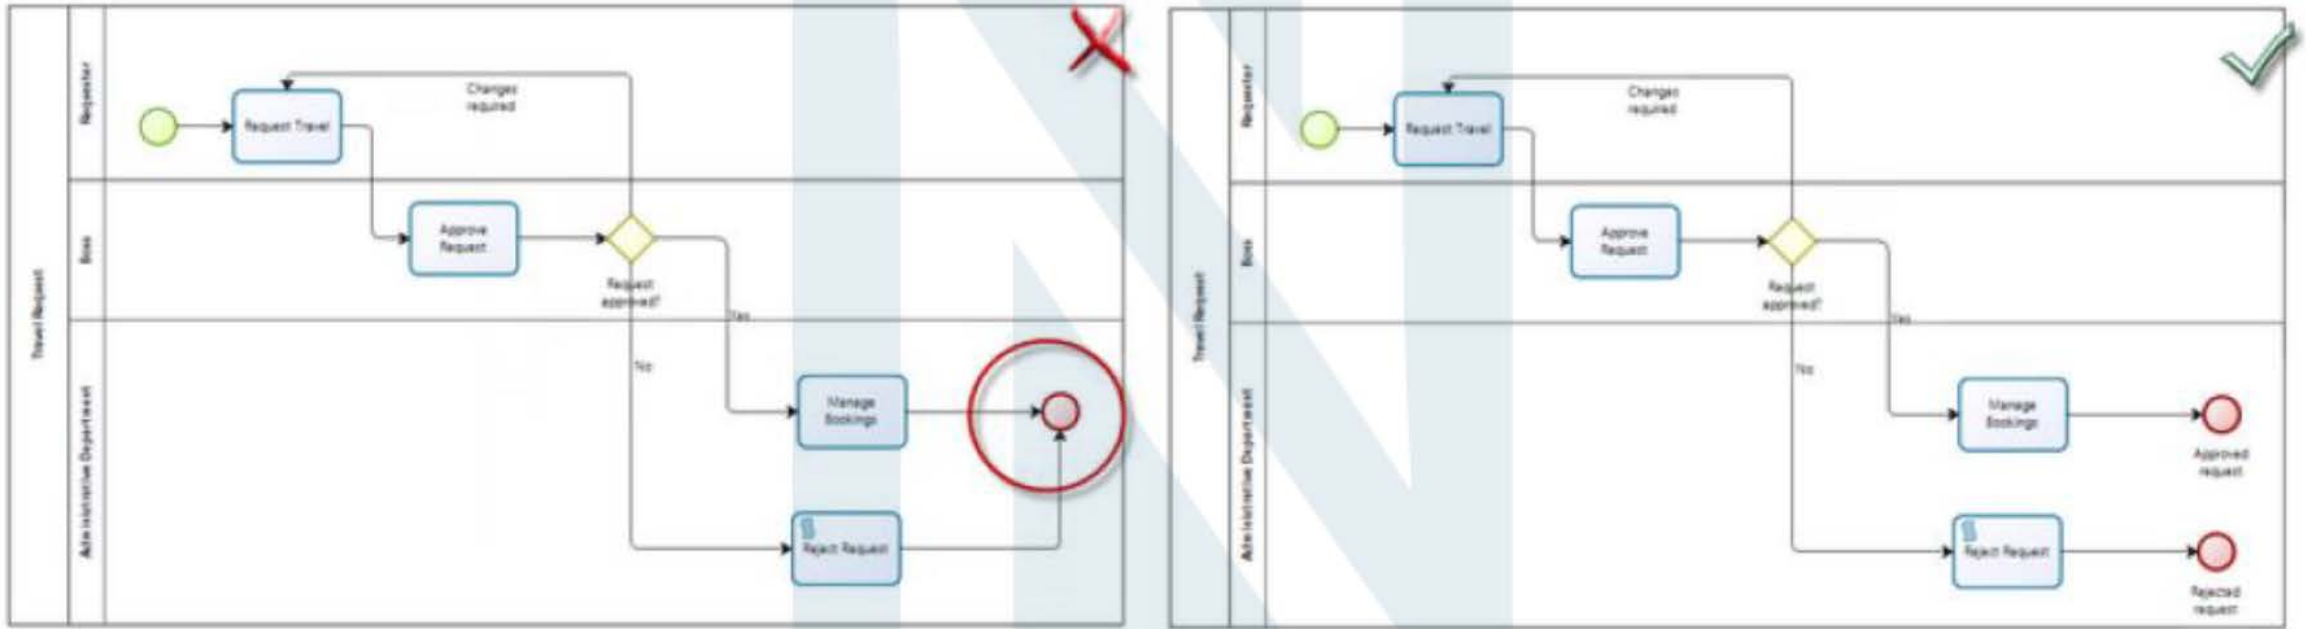 Travel Request
Requester
Request Travel
Changes
required
Boss
Approve
Request
Request
approved?
Yes
Administrative Department
No
Manage
Bookings
Reject Request
Travel Request
Requester
Request Travel
Changes
required
Boss
Approve
Request
Request
approved?
Yes
Administrative Department
No
Manage
Bookings
Approved
request
Reject Request
Rejected
request